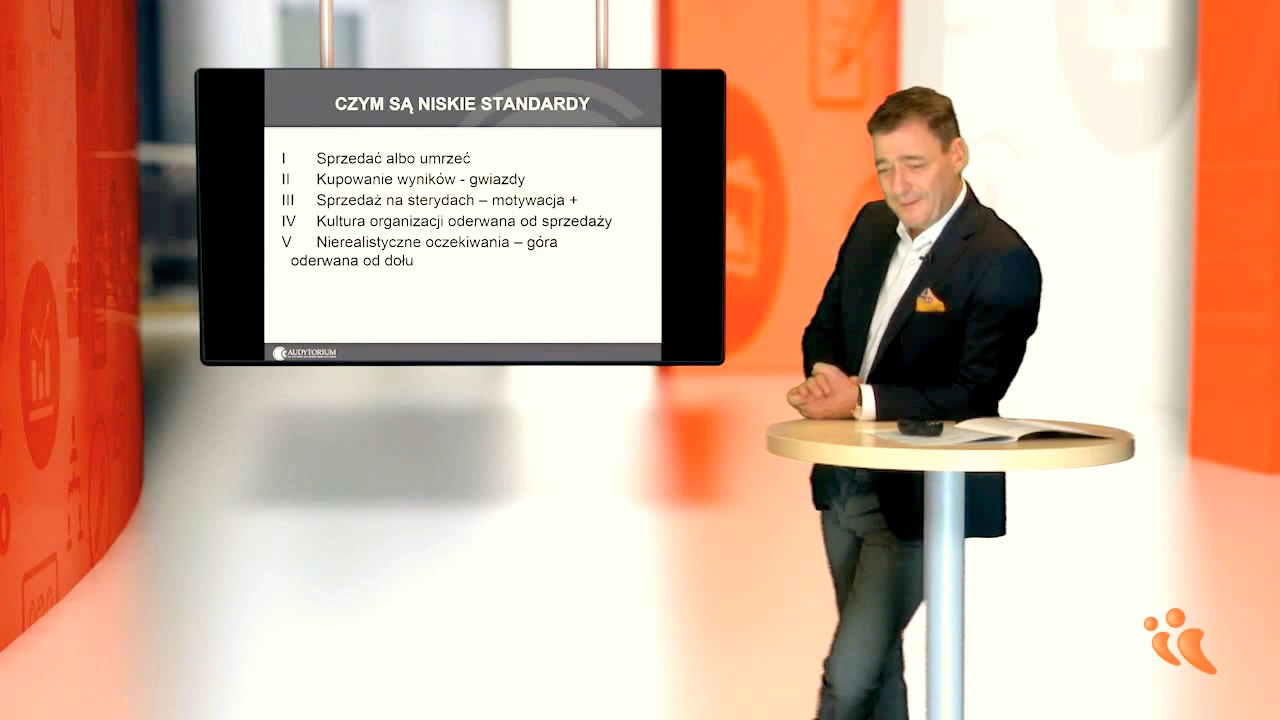 CZYM SĄ NISKIE STANDARDY
I Sprzedać albo umrzeć
II Kupowanie wyników - gwiazdy
III Sprzedaż na sterydach – motywacja +
IV Kultura organizacji oderwana od sprzedaży
V Nierealistyczne oczekiwania – góra
oderwana od dołu
AUDYTORIUM